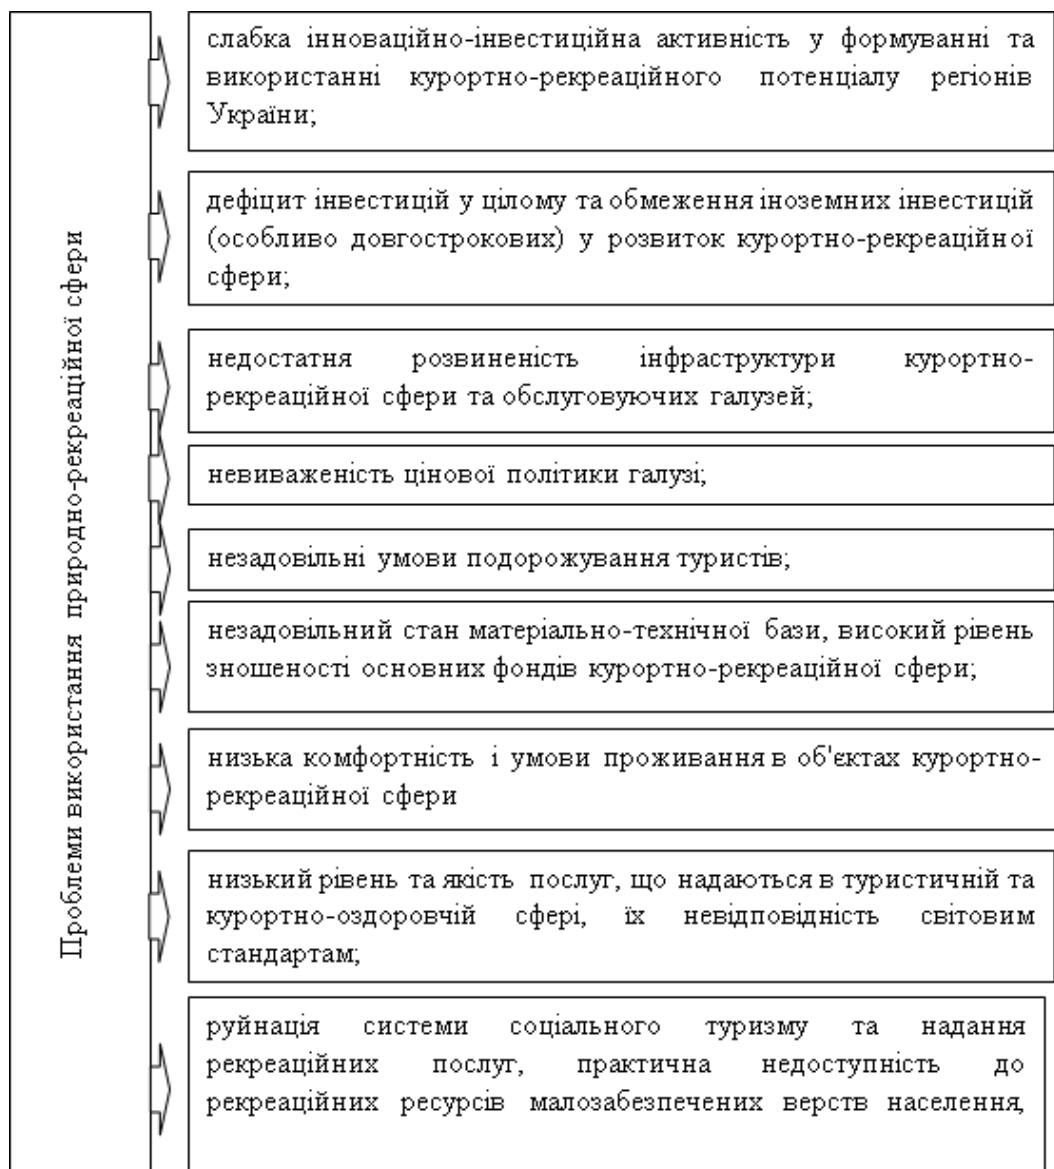 Проблеми використання природно-рекреаційної сфери
слабка інноваційно-інвестиційна активність у формуванні та
використанні курортно-рекреаційного потенціалу регіонів
України;
дефіцит інвестицій у цілому та обмеження іноземних інвестицій
(особливо довгострокових) у розвиток курортно-рекреаційної
сфери;
недостатня розвиненість інфраструктури курортно-
рекреаційної сфери та обслуговуючих галузей;
невиваженість цінової політики галузі;
незадовільні умови подорожування туристів;
незадовільний стан матеріально-технічної бази, високий рівень
зношеності основних фондів курортно-рекреаційної сфери;
низька комфортність і умови проживання в об'єктах курортно-
рекреаційної сфери
низький рівень та якість послуг, що надаються в туристичній та
курортно-оздоровчій сфері, їх невідповідність світовим
стандартам;
руйнація системи соціального туризму та надання
рекреаційних послуг, практична недоступність до
рекреаційних ресурсів малозабезпечених верств населення,